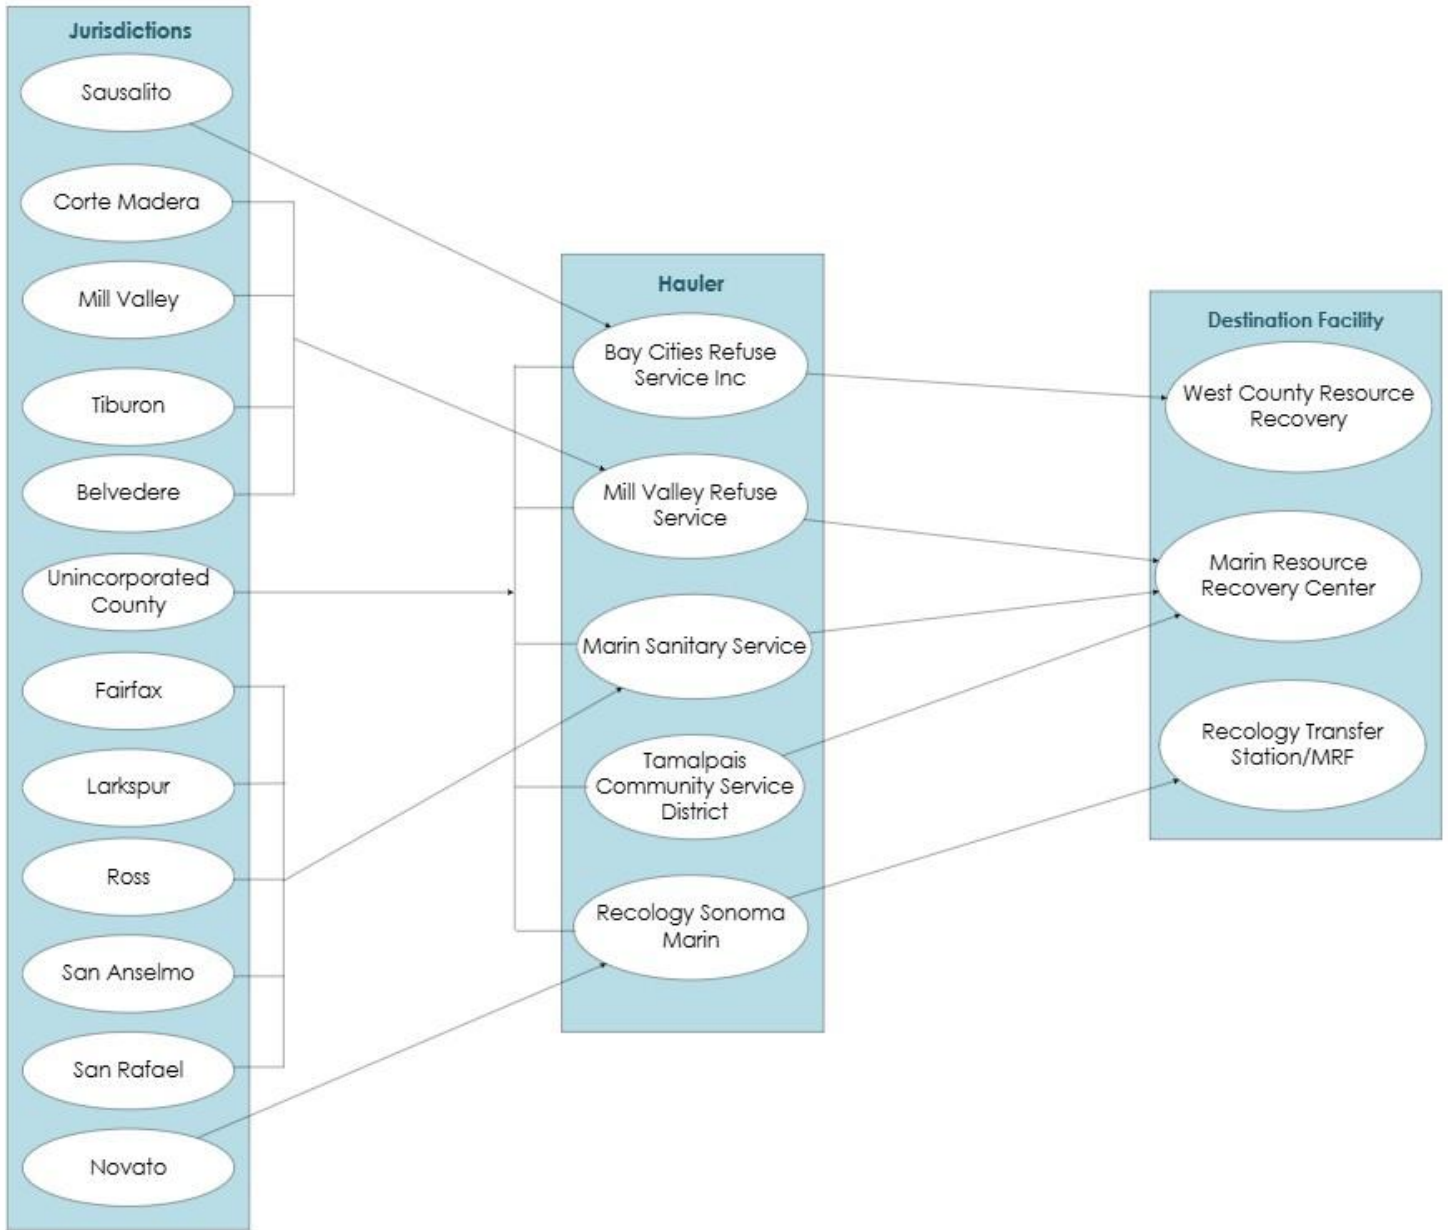 Jurisdictions
Sausalito
Corte Madera
Mill Valley
Tiburon
Belvedere
Unincorporated
County
Fairfax
Larkspur
Ross
San Anselmo
San Rafael
Novato
Hauler
Bay Cities Refuse
Service Inc
Mill Valley Refuse
Service
Marin Sanitary Service
Tamalpais
Community Service
District
Recology Sonoma
Marin
Destination Facility
West County Resource
Recovery
Marin Resource
Recovery Center
Recology Transfer
Station/MRF